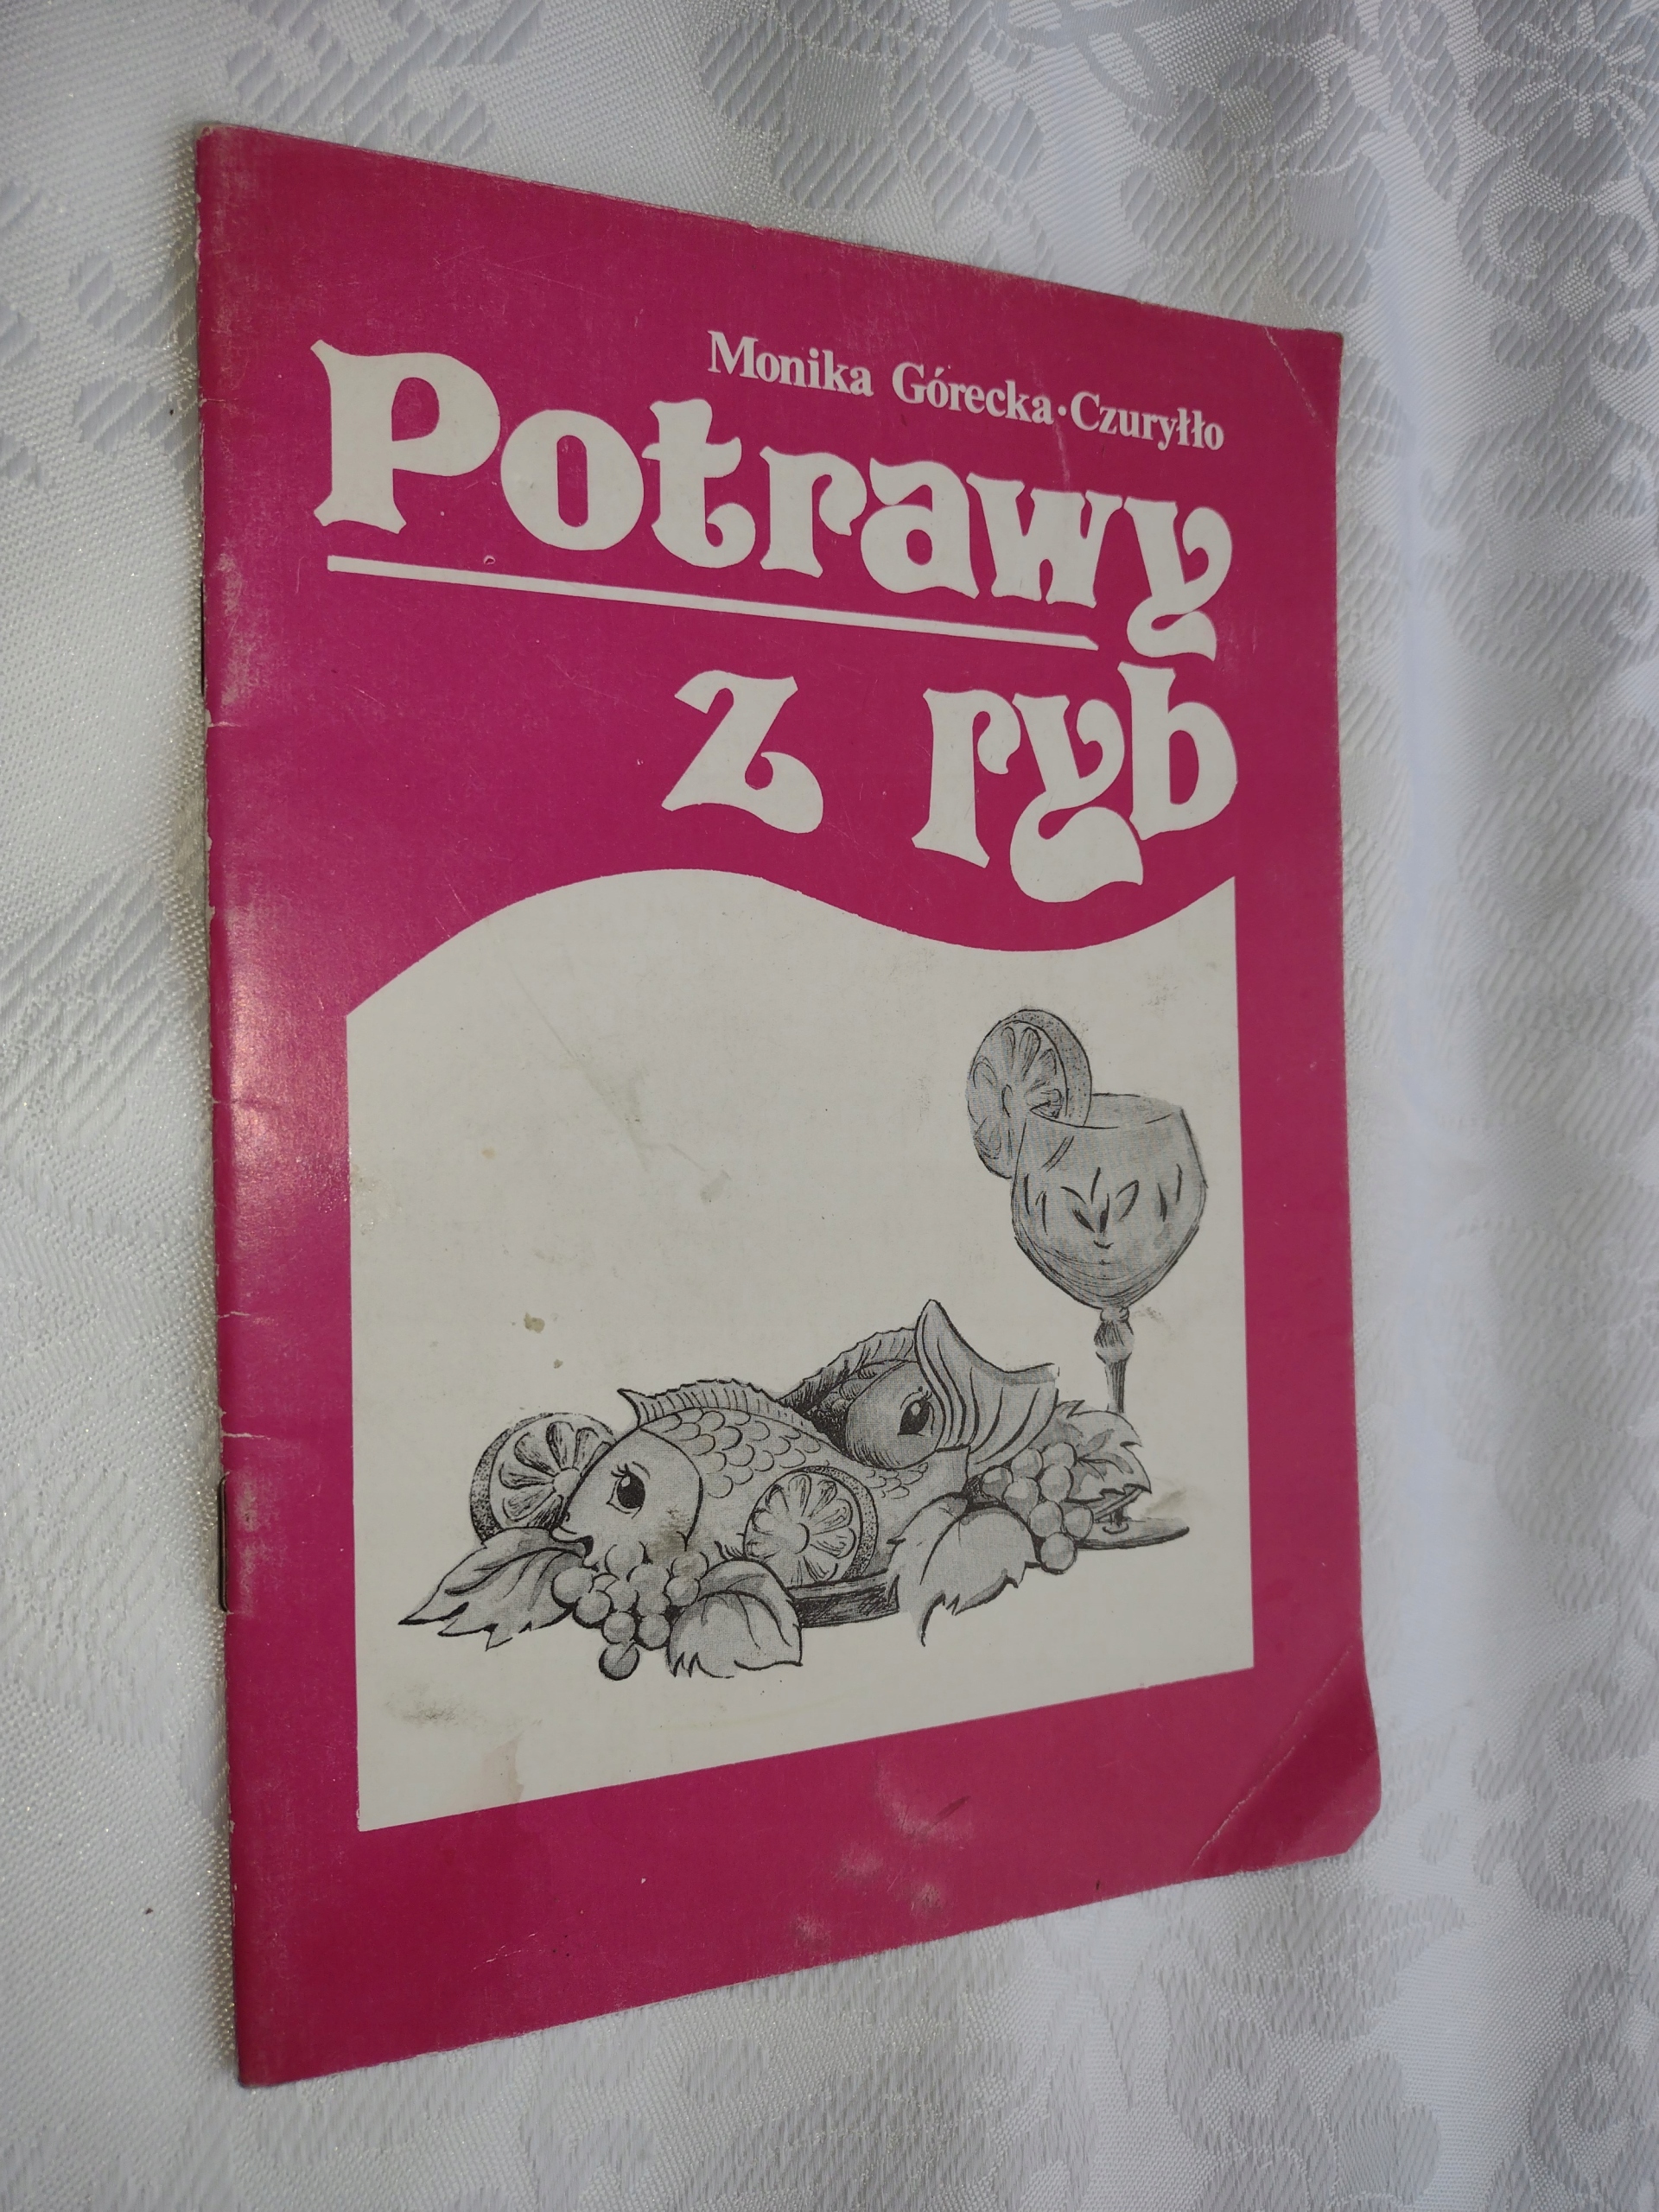 Monika Górecka-Czuryłło
Potrawy
z ryb